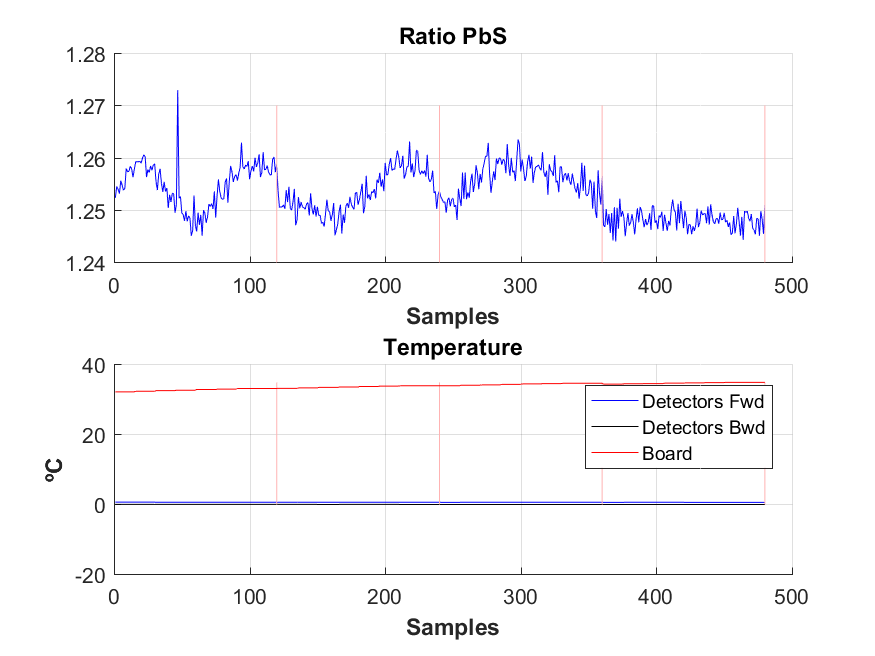 Ratio PbS
1.28
1.27
1.26
1.25
1.24
0 100 200 300 400 500
Samples
Temperature
40
20
0
-20
ºC
Detectors Fwd
Detectors Bwd
Board
0 100 200 300 400 500
Samples